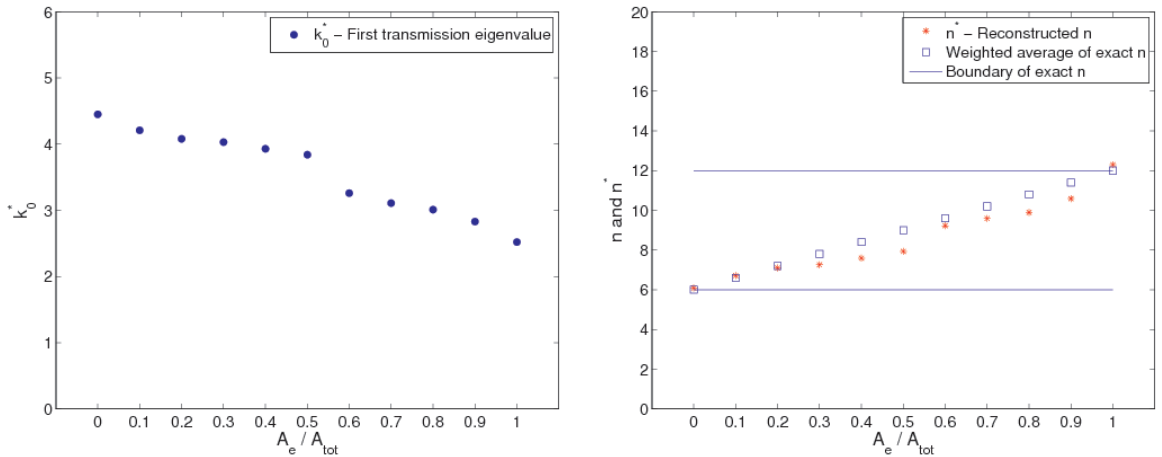 6
5
4
3
2
1
0
k₀*
k₀* – First transmission eigenvalue
0 0.1 0.2 0.3 0.4 0.5 0.6 0.7 0.8 0.9 1
Aₑ / Aₜₒₜ
20
18
16
14
12
10
8
6
4
2
0
n and n*
n* – Reconstructed n
Weighted average of exact n
Boundary of exact n
0 0.1 0.2 0.3 0.4 0.5 0.6 0.7 0.8 0.9 1
Aₑ / Aₜₒₜ